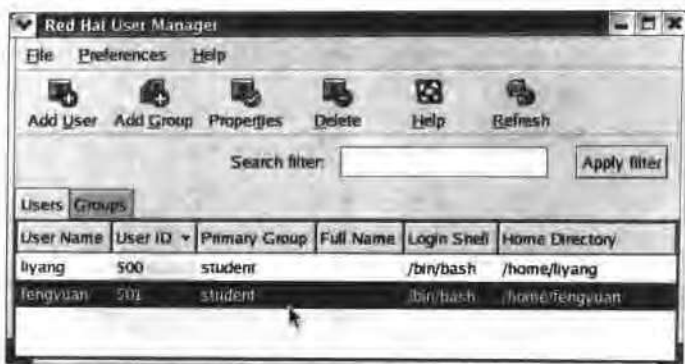 Red Hat User Manager
File Preferences Help
Add User Add Group Properties Delete Help Refresh
Search filter: Apply filter
Users Groups
User Name User ID Primary Group Full Name Login Shell Home Directory
liyang 500 student /bin/bash /home/liyang
fengyuan 501 student /bin/bash /home/fengyuan